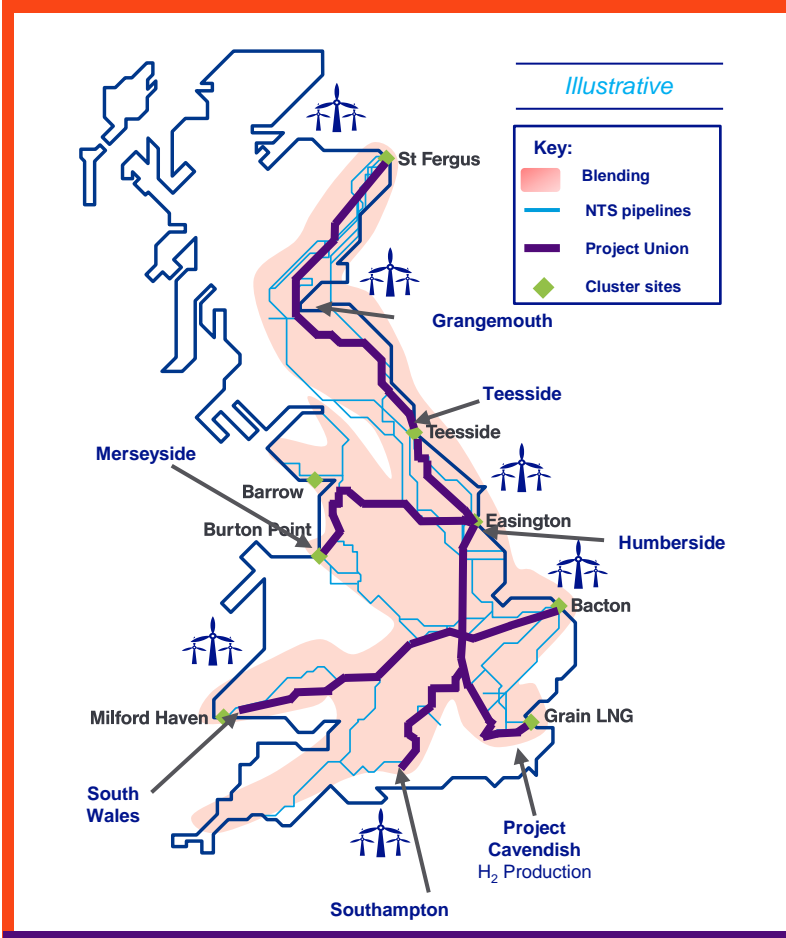 Illustrative
Key:
Blending
NTS pipelines
Project Union
Cluster sites
St Fergus
Grangemouth
Teesside
Teesside
Merseyside
Barrow
Burton Point
Easington
Humberside
Bacton
Milford Haven
Grain LNG
South
Wales
Project
Cavendish
H₂ Production
Southampton